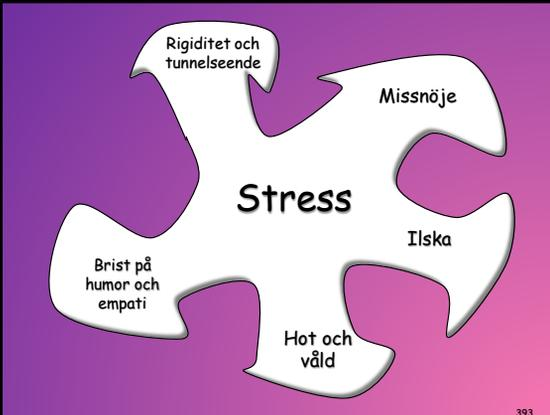 Rigiditet och
tunnelseende
Missnöje
Stress
Ilska
Brist på
humor och
empati
Hot och
våld
393